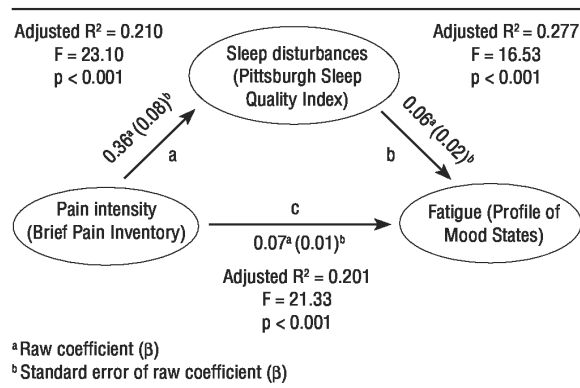 Adjusted R² = 0.210
F = 23.10
p < 0.001
Sleep disturbances
(Pittsburgh Sleep
Quality Index)
Adjusted R² = 0.277
F = 16.53
p < 0.001
0.36ᵃ (0.08)ᵇ
a
0.06ᵃ (0.02)ᵇ
b
Pain intensity
(Brief Pain Inventory)
c
0.07ᵃ (0.01)ᵇ
Fatigue (Profile of
Mood States)
Adjusted R² = 0.201
F = 21.33
p < 0.001
ᵃ Raw coefficient (β)
ᵇ Standard error of raw coefficient (β)